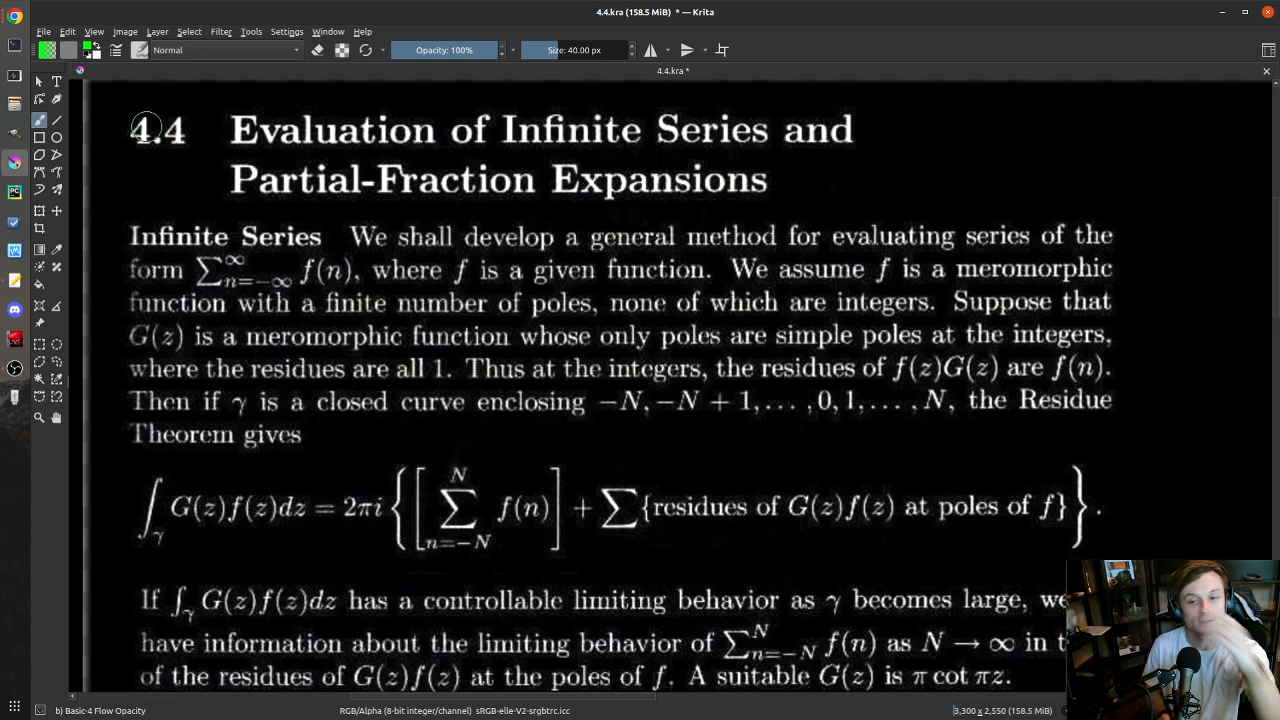 4.4.kra (158.5 MiB) * — Krita
File Edit View Image Layer Select Filter Tools Settings Window Help
Normal Opacity: 100% Size: 40.00 px
4.4.kra *
4.4 Evaluation of Infinite Series and
Partial-Fraction Expansions
Infinite Series We shall develop a general method for evaluating series of the
form ∑_{n=−∞}^{∞} f(n), where f is a given function. We assume f is a meromorphic
function with a finite number of poles, none of which are integers. Suppose that
G(z) is a meromorphic function whose only poles are simple poles at the integers,
where the residues are all 1. Thus at the integers, the residues of f(z)G(z) are f(n).
Then if γ is a closed curve enclosing −N, −N + 1, . . . , 0, 1, . . . , N, the Residue
Theorem gives
∫_γ G(z)f(z)dz = 2πi { [ ∑_{n=−N}^{N} f(n) ] + ∑{residues of G(z)f(z) at poles of f} } .
If ∫_γ G(z)f(z)dz has a controllable limiting behavior as γ becomes large, we
have information about the limiting behavior of ∑_{n=−N}^{N} f(n) as N → ∞ in
of the residues of G(z)f(z) at the poles of f. A suitable G(z) is π cot πz.
b) Basic-4 Flow Opacity RGB/Alpha (8-bit integer/channel) sRGB-elle-V2-srgbtrc.icc 3,300 x 2,550 (158.5 MiB)